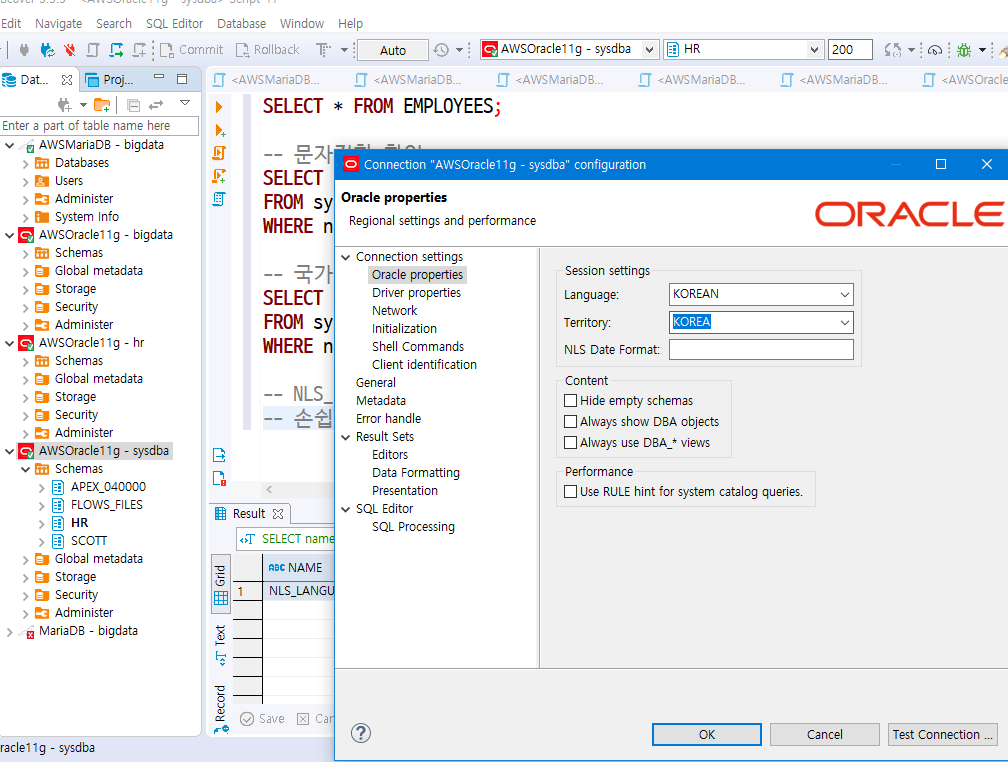 Edit Navigate Search SQL Editor Database Window Help
Commit Rollback Auto AWSOracle11g - sysdba HR 200
Dat... Proj...
<AWSMariaDB... <AWSMariaDB... <AWSMariaDB... <AWSMariaDB... <AWSMariaDB... <AWSOracle
Enter a part of table name here
AWSMariaDB - bigdata
Databases
Users
Administer
System Info
AWSOracle11g - bigdata
Schemas
Global metadata
Storage
Security
Administer
AWSOracle11g - hr
Schemas
Global metadata
Storage
Security
Administer
AWSOracle11g - sysdba
Schemas
APEX_040000
FLOWS_FILES
HR
SCOTT
Global metadata
Storage
Security
Administer
MariaDB - bigdata
racle11g - sysdba
SELECT * FROM EMPLOYEES;
-- 문자
SELECT
FROM sy
WHERE n
-- 국가
SELECT
FROM sy
WHERE n
-- NLS_
-- 손쉽
Result
SELECT name
Grid
Text
Record
ABC NAME
1 NLS_LANGU
Save Can
Connection "AWSOracle11g - sysdba" configuration
Oracle properties
Regional settings and performance
ORACLE
Connection settings
Oracle properties
Driver properties
Network
Initialization
Shell Commands
Client identification
General
Metadata
Error handle
Result Sets
Editors
Data Formatting
Presentation
SQL Editor
SQL Processing
Session settings
Language: KOREAN
Territory: KOREA
NLS Date Format:
Content
Hide empty schemas
Always show DBA objects
Always use DBA_* views
Performance
Use RULE hint for system catalog queries.
OK Cancel Test Connection ...